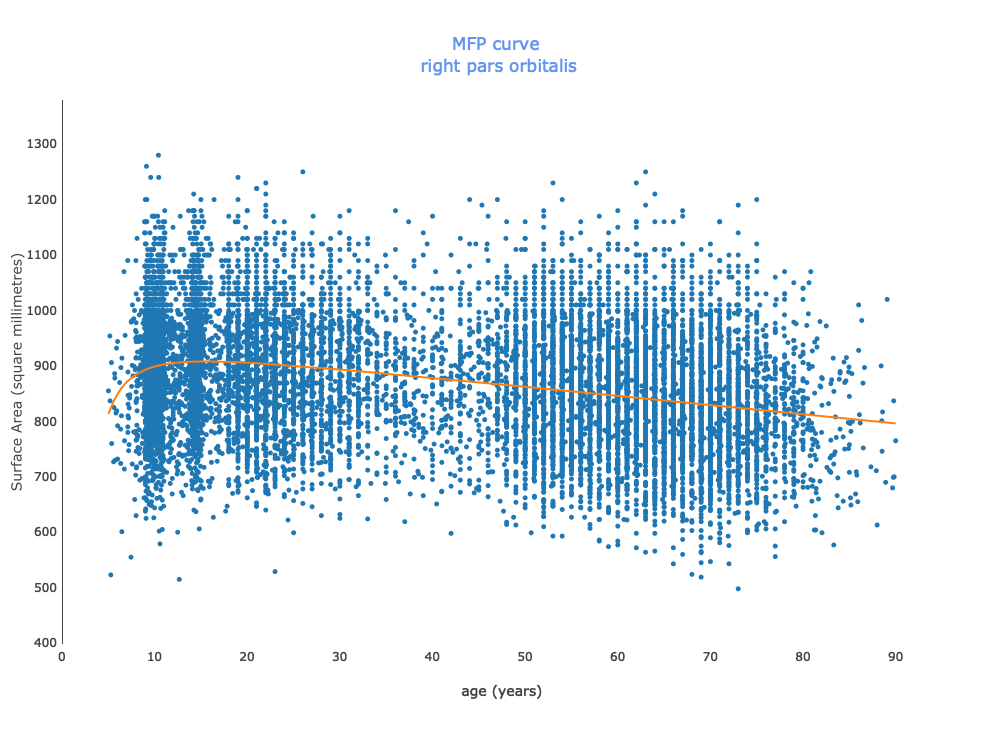 MFP curve
right pars orbitalis
Surface Area (square millimetres)
1300
1200
1100
1000
900
800
700
600
500
400
0 10 20 30 40 50 60 70 80 90
age (years)